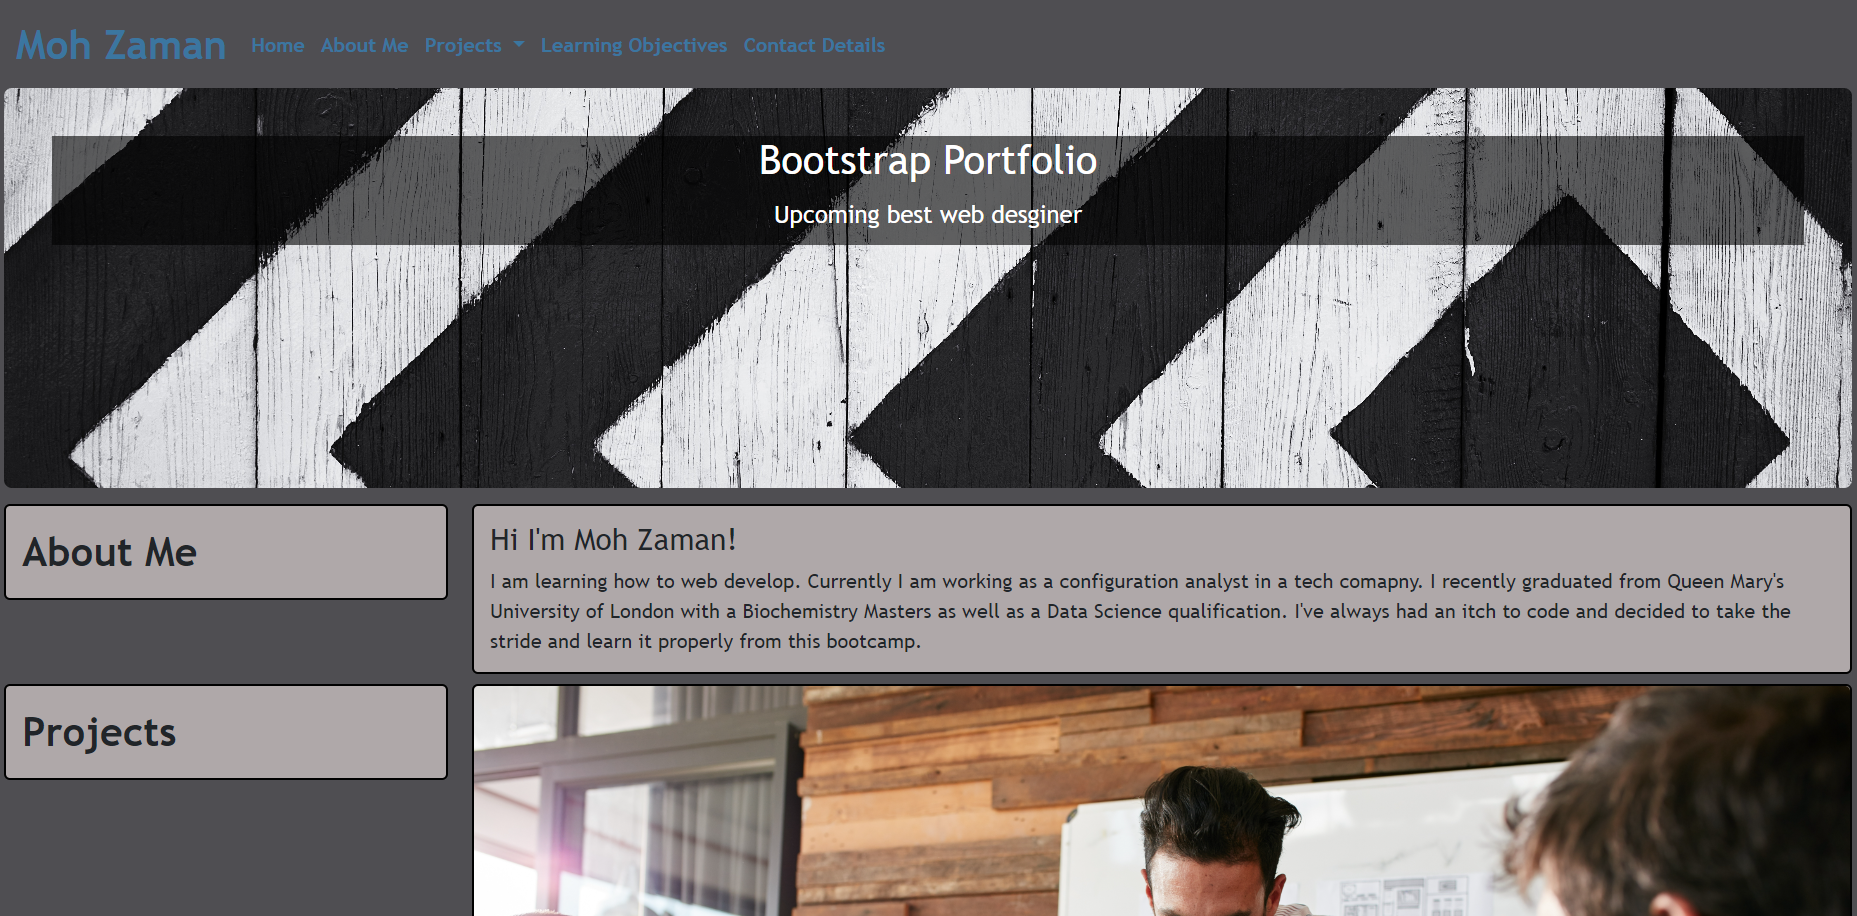 Moh Zaman Home About Me Projects Learning Objectives Contact Details
Bootstrap Portfolio
Upcoming best web desginer
About Me
Hi I'm Moh Zaman!
I am learning how to web develop. Currently I am working as a configuration analyst in a tech comapny. I recently graduated from Queen Mary's
University of London with a Biochemistry Masters as well as a Data Science qualification. I've always had an itch to code and decided to take the
stride and learn it properly from this bootcamp.
Projects